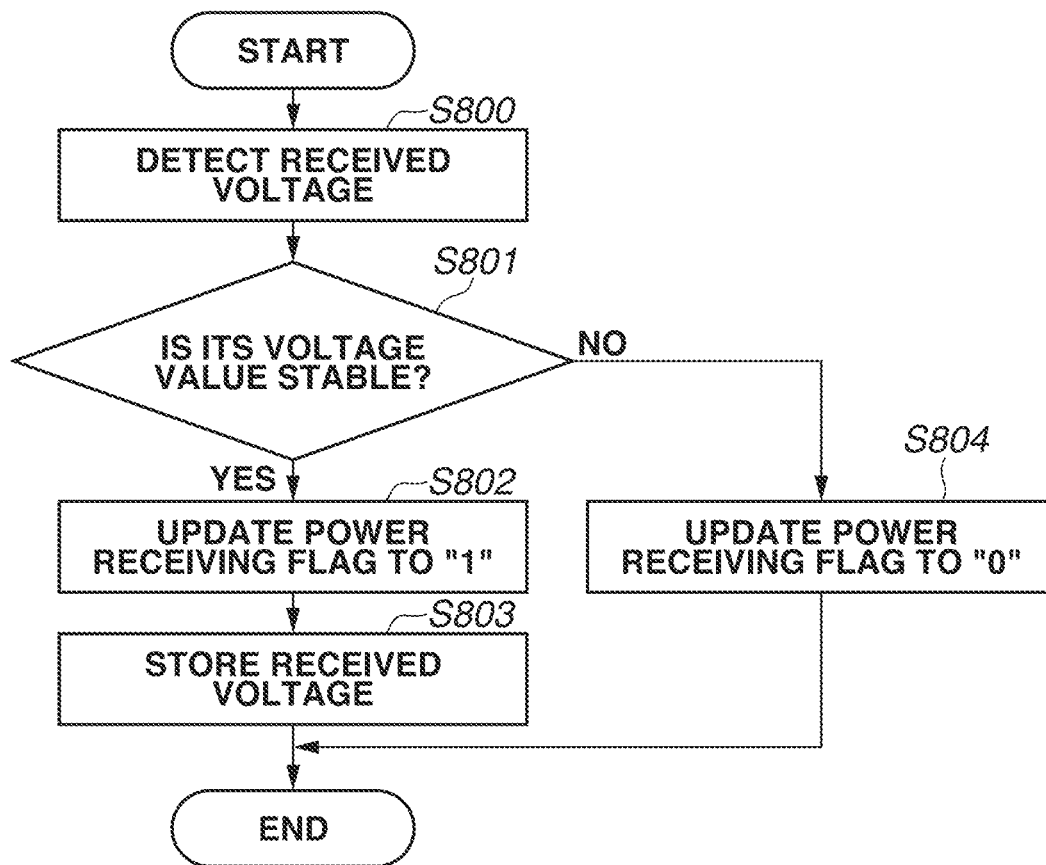 START
S800
DETECT RECEIVED
VOLTAGE
S801
IS ITS VOLTAGE
VALUE STABLE?
NO
YES
S802
UPDATE POWER
RECEIVING FLAG TO "1"
S804
UPDATE POWER
RECEIVING FLAG TO "0"
S803
STORE RECEIVED
VOLTAGE
END